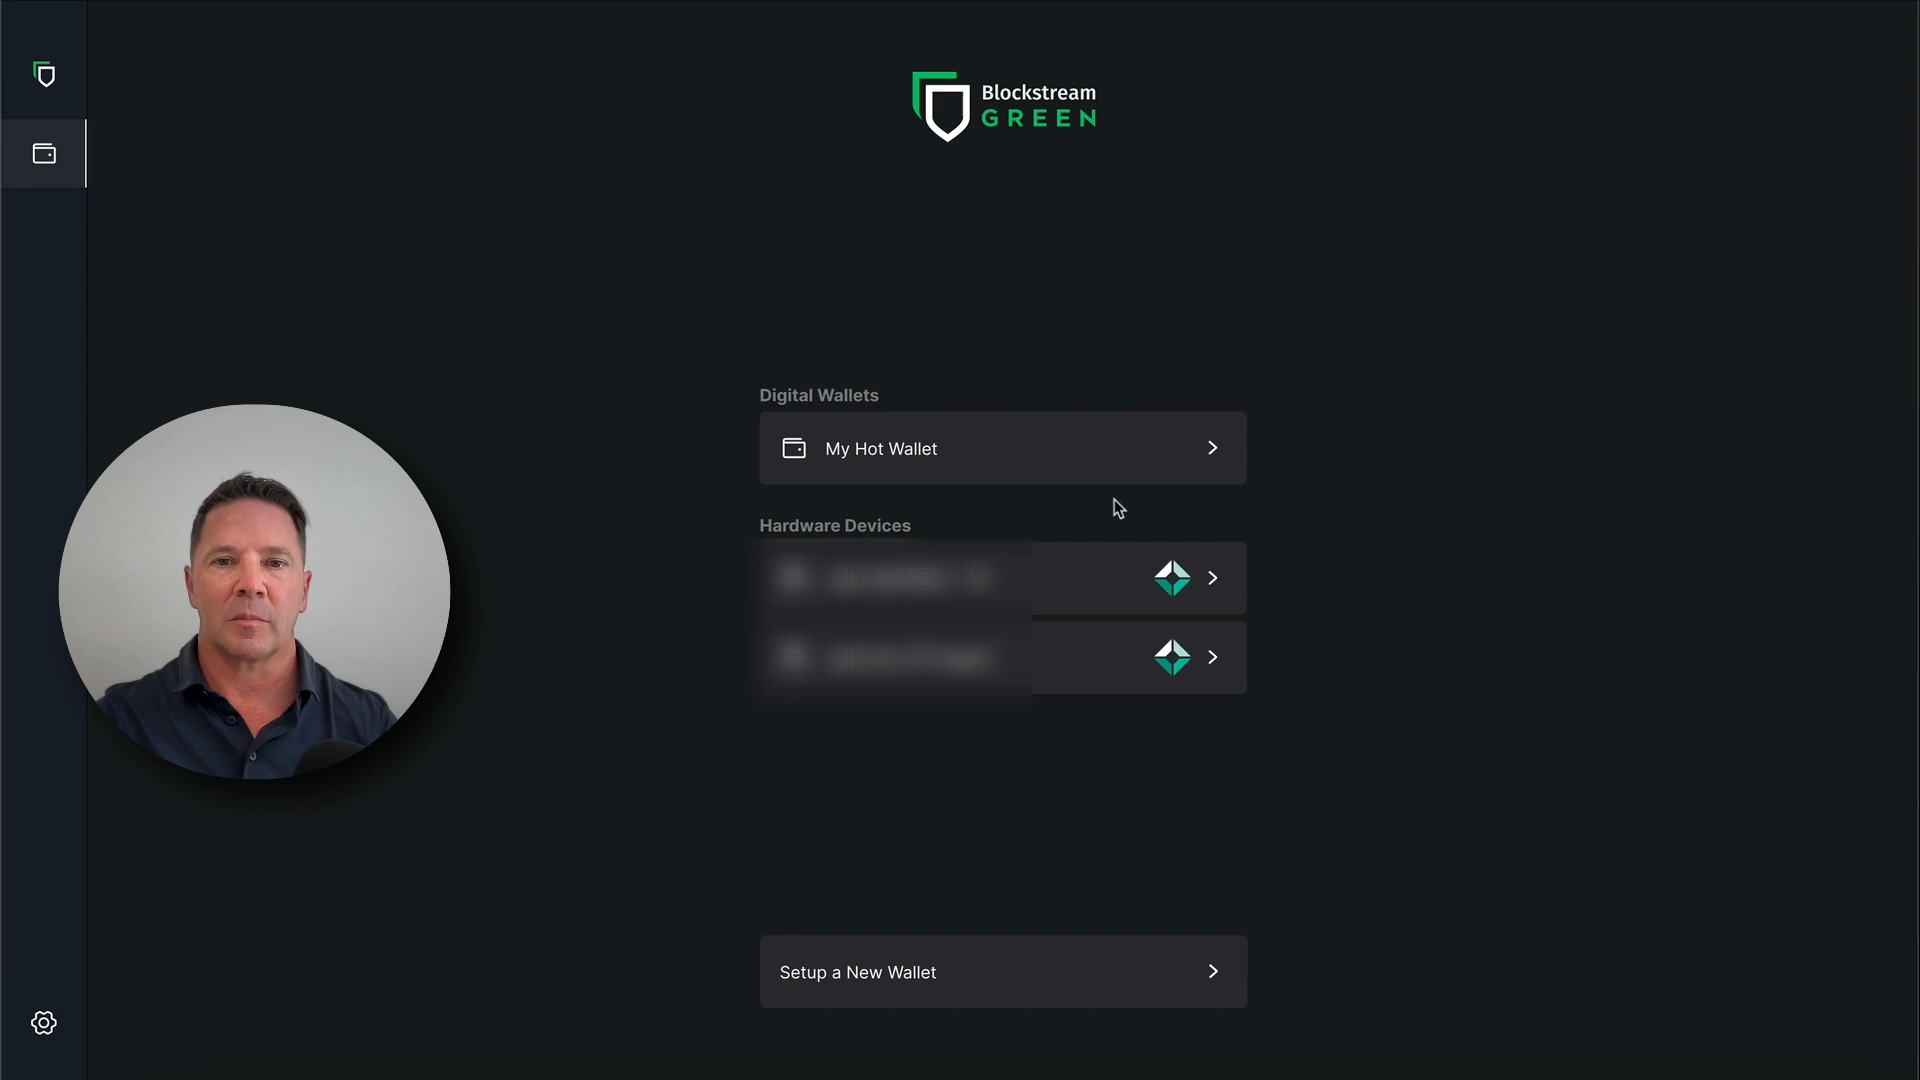 Blockstream
GREEN
Digital Wallets
My Hot Wallet
Hardware Devices
Setup a New Wallet